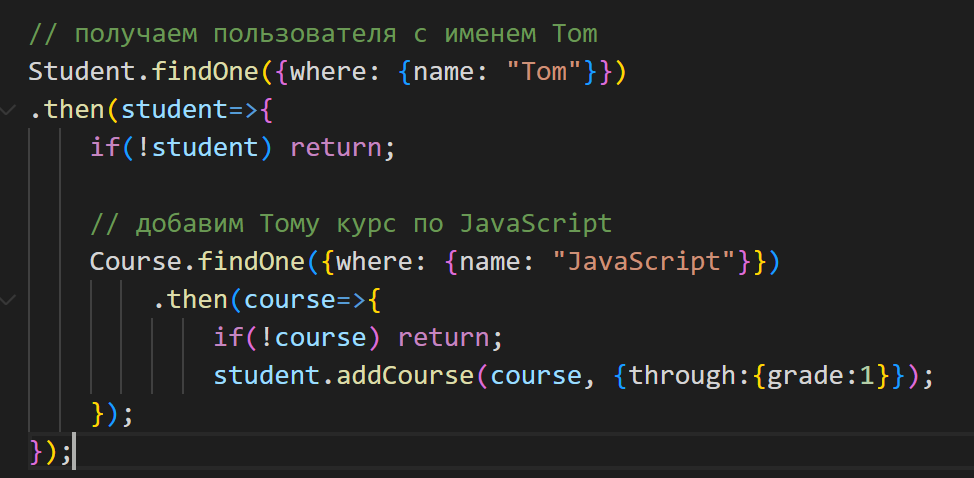 // получаем пользователя с именем Tom
Student.findOne({where: {name: "Tom"}})
.then(student=>{
    if(!student) return;
    // добавим Тому курс по JavaScript
    Course.findOne({where: {name: "JavaScript"}})
        .then(course=>{
            if(!course) return;
            student.addCourse(course, {through:{grade:1}});
    });
});